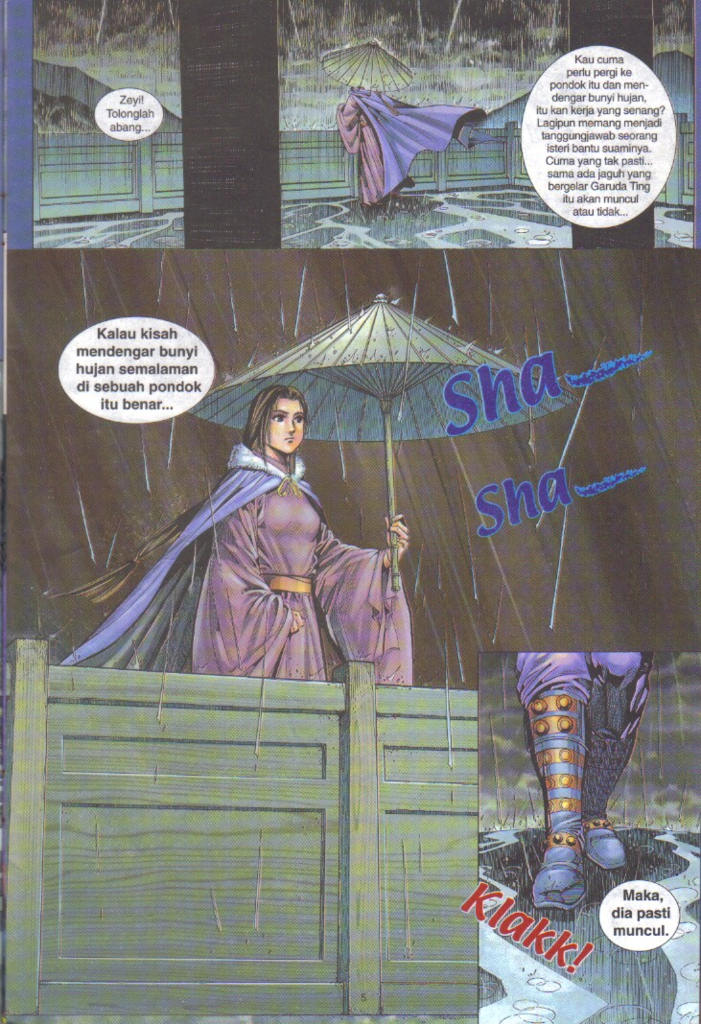 Zeyi!
Tolonglah
abang...
Kau cuma
perlu pergi ke
pondok itu dan men-
dengar bunyi hujan,
itu kan kerja yang senang?
Lagipun memang menjadi
tanggungjawab seorang
isteri bantu suaminya.
Cuma yang tak pasti...
sama ada jaguh yang
bergelar Garuda Ting
itu akan muncul
atau tidak...
Kalau kisah
mendengar bunyi
hujan semalaman
di sebuah pondok
itu benar...
Sha
Sha
Klakk!
Maka,
dia pasti
muncul.
5